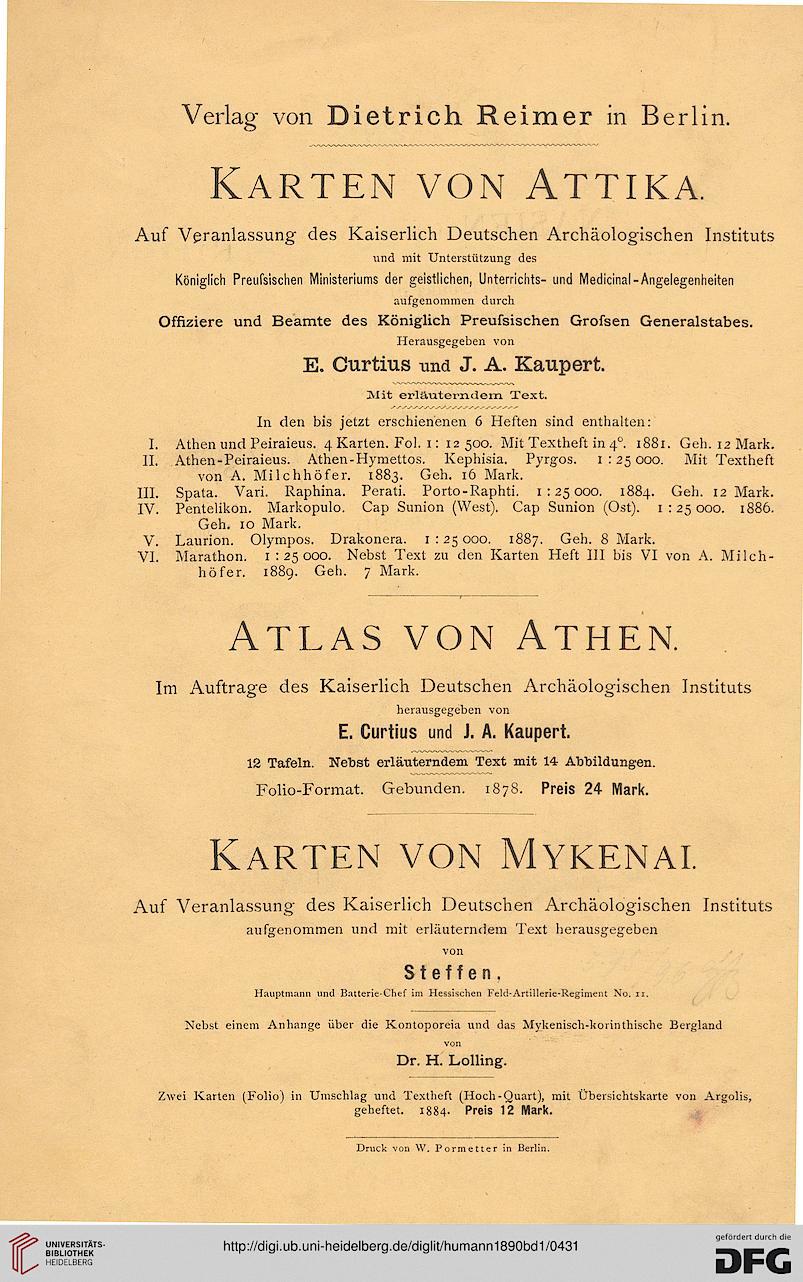 Verlag von Dietrich Reimer in Berlin.
KARTEN VON ATTIKA.
Auf Veranlassung des Kaiserlich Deutschen Archäologischen Instituts
und mit Unterstützung des
Königlich Preufsischen Ministeriums der geistlichen, Unterrichts- und Medicinal-Angelegenheiten
aufgenommen durch
Offiziere und Beamte des Königlich Preufsischen Grofsen Generalstabes.
Herausgegeben von
E. Curtius und J. A. Kaupert.
Mit erläuterndem Text.
In den bis jetzt erschienenen 6 Heften sind enthalten:
I. Athen und Peiraieus. 4 Karten. Fol. 1 : 12 500. Mit Textheft in 4°. 1881. Geh. 12 Mark.
II. Athen-Peiraieus. Athen-Hymettos. Kephisia. Pyrgos. 1 : 25 000. Mit Textheft
von A. Milchhöfer. 1883. Geh. 16 Mark.
III. Spata. Vari. Raphina. Perati. Porto-Raphti. 1 : 25 000. 1884. Geh. 12 Mark.
IV. Pentelikon. Markopulo. Cap Sunion (West). Cap Sunion (Ost). 1 : 25 000. 1886.
Geh. 10 Mark.
V. Laurion. Olympos. Drakonera. 1 : 25 000. 1887. Geh. 8 Mark.
VI. Marathon. 1 : 25 000. Nebst Text zu den Karten Heft III bis VI von A. Milch-
höfer. 1889. Geh. 7 Mark.
ATLAS VON ATHEN.
Im Auftrage des Kaiserlich Deutschen Archäologischen Instituts
herausgegeben von
E. Curtius und J. A. Kaupert.
12 Tafeln. Nebst erläuterndem Text mit 14 Abbildungen.
Folio-Format. Gebunden. 1878. Preis 24 Mark.
KARTEN VON MYKENAI.
Auf Veranlassung des Kaiserlich Deutschen Archäologischen Instituts
aufgenommen und mit erläuterndem Text herausgegeben
von
Steffen,
Hauptmann und Batterie-Chef im Hessischen Feld-Artillerie-Regiment No. 11.
Nebst einem Anhange über die Kontoporeia und das Mykenisch-korinthische Bergland
von
Dr. H. Lolling.
Zwei Karten (Folio) in Umschlag und Textheft (Hoch-Quart), mit Übersichtskarte von Argolis,
geheftet. 1884. Preis 12 Mark.
Druck von W. Pormetter in Berlin.
UNIVERSITÄTS-
BIBLIOTHEK
HEIDELBERG
http://digi.ub.uni-heidelberg.de/diglit/humann1890bd1/0431
gefördert durch die
DFG